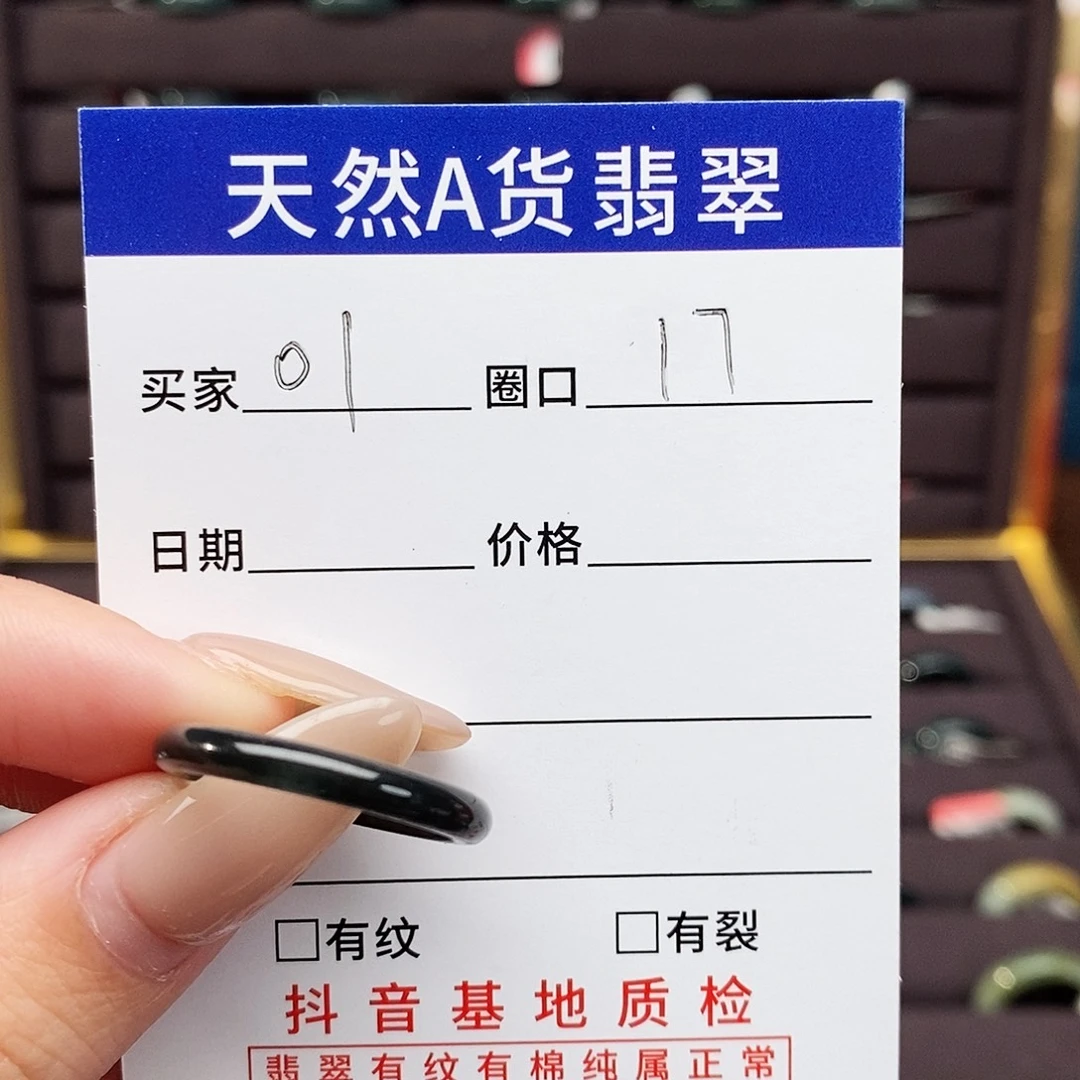 天然A货翡翠
买家 01 圈口 17
日期 价格
□有纹 □有裂
抖音基地质检
翡翠有纹有棉纯属正常